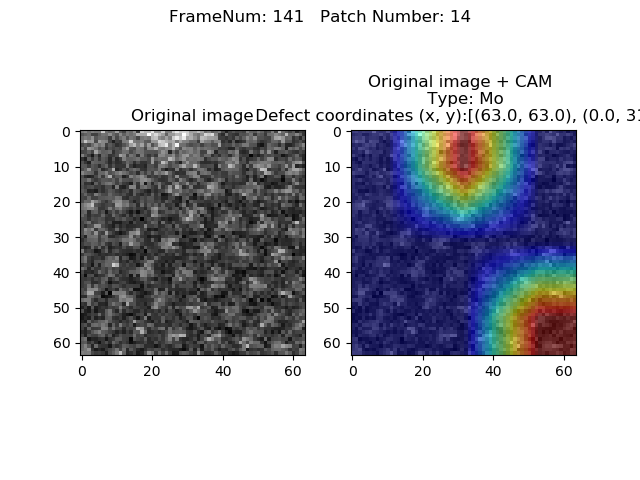 FrameNum: 141   Patch Number: 14
Original image + CAM
Type: Mo
Original image
Defect coordinates (x, y):[(63.0, 63.0), (0.0, 31
0
10
20
30
40
50
60
0 20 40 60
0
10
20
30
40
50
60
0 20 40 60